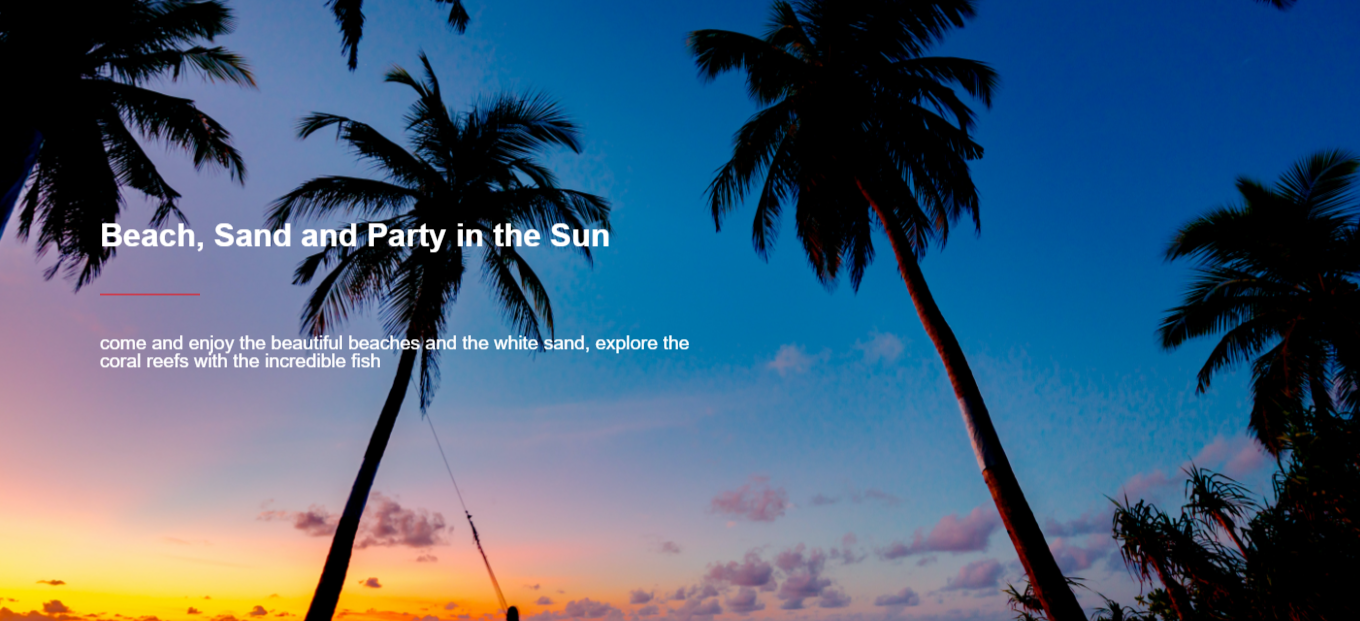 Beach, Sand and Party in the Sun
come and enjoy the beautiful beaches and the white sand, explore the
coral reefs with the incredible fish